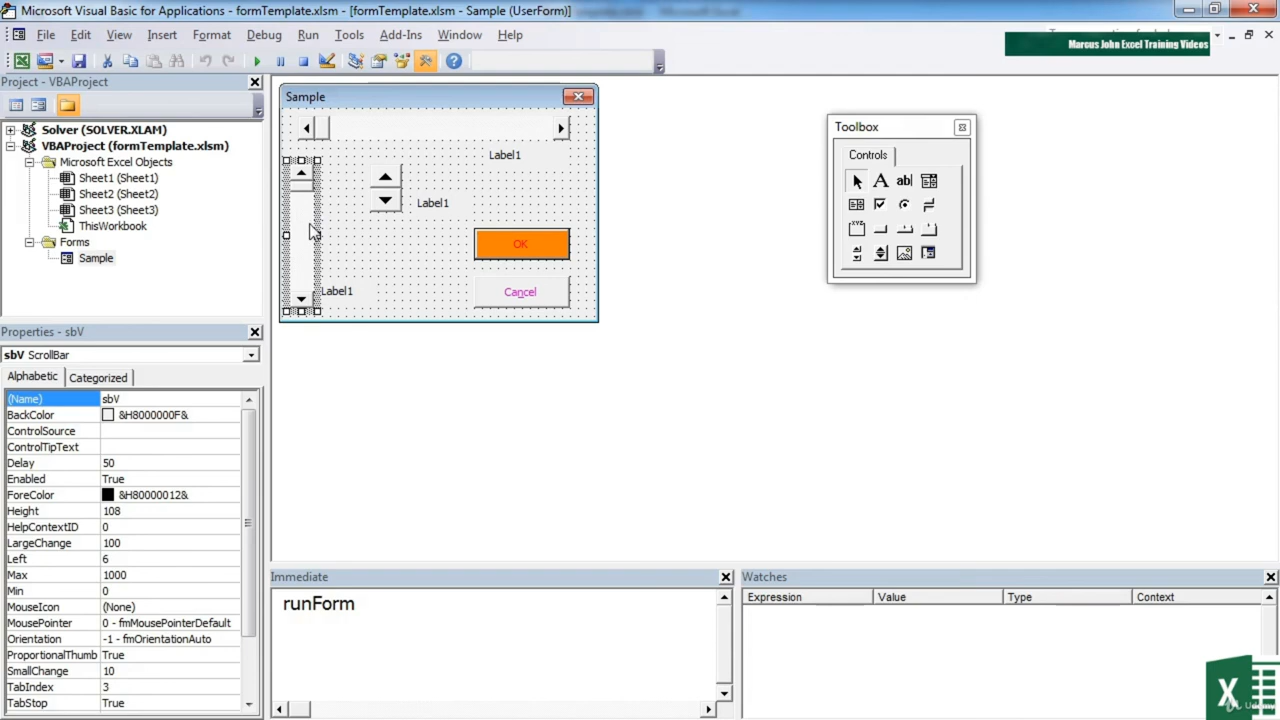 Microsoft Visual Basic for Applications - formTemplate.xlsm - [formTemplate.xlsm - Sample (UserForm)]
File Edit View Insert Format Debug Run Tools Add-Ins Window Help
Marcus John Excel Training Videos
Project - VBAProject
Solver (SOLVER.XLAM)
VBAProject (formTemplate.xlsm)
Microsoft Excel Objects
Sheet1 (Sheet1)
Sheet2 (Sheet2)
Sheet3 (Sheet3)
ThisWorkbook
Forms
Sample
Properties - sbV
sbV ScrollBar
Alphabetic Categorized
(Name) sbV
BackColor &H8000000F&
ControlSource
ControlTipText
Delay 50
Enabled True
ForeColor &H80000012&
Height 108
HelpContextID 0
LargeChange 100
Left 6
Max 1000
Min 0
MouseIcon (None)
MousePointer 0 - fmMousePointerDefault
Orientation -1 - fmOrientationAuto
ProportionalThumb True
SmallChange 10
TabIndex 3
TabStop True
Sample
Label1
Label1
OK
Label1
Cancel
Toolbox
Controls
A
ab
XYZ
Immediate
runForm
Watches
Expression Value Type Context
X
Udemy